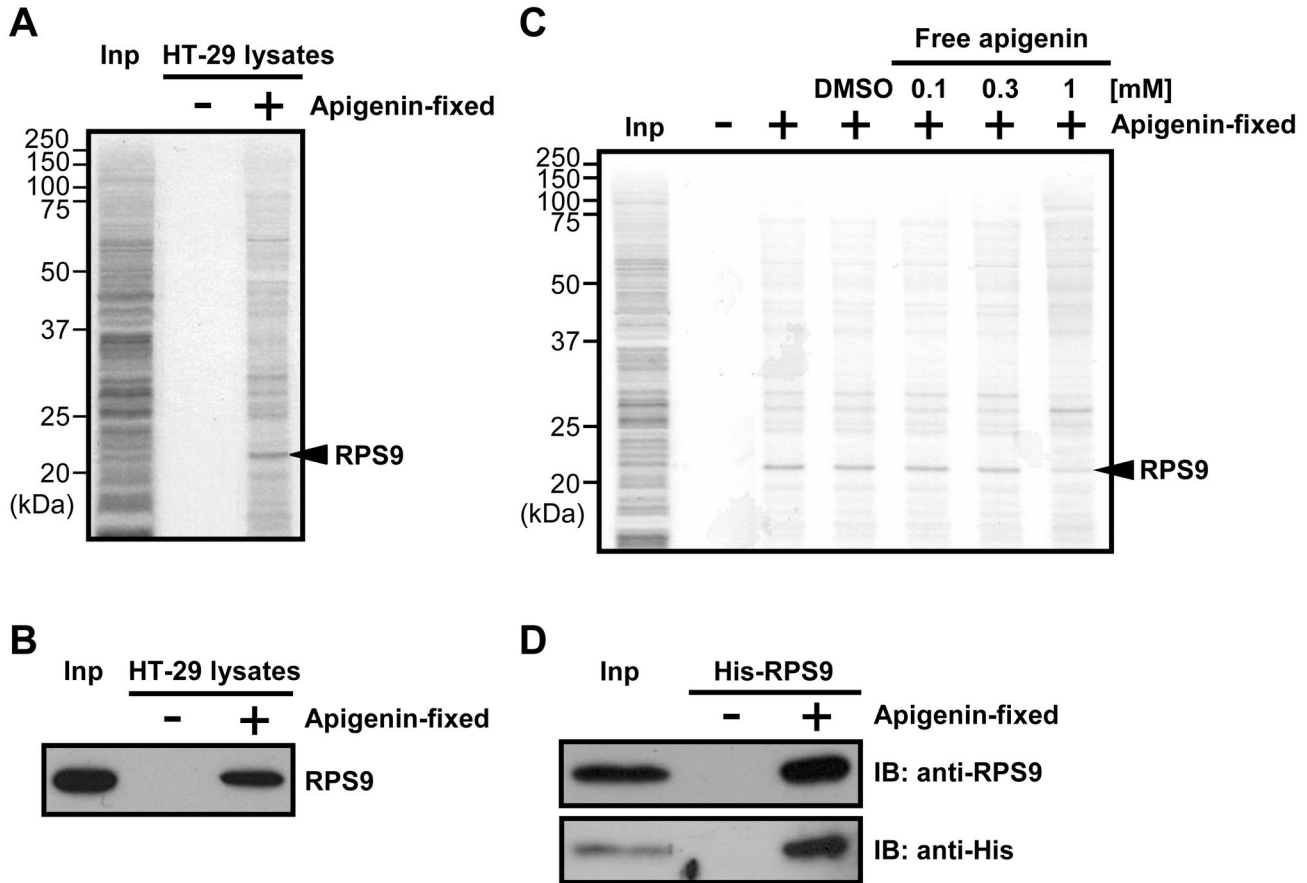 A
Inp HT-29 lysates
- + Apigenin-fixed
250
150
100
75
50
37
25
20
(kDa)
RPS9
C
Free apigenin
DMSO 0.1 0.3 1 [mM]
Inp - + + + + + Apigenin-fixed
250
150
100
75
50
37
25
20
(kDa)
RPS9
B
Inp HT-29 lysates
- + Apigenin-fixed
RPS9
D
Inp His-RPS9
- + Apigenin-fixed
IB: anti-RPS9
IB: anti-His